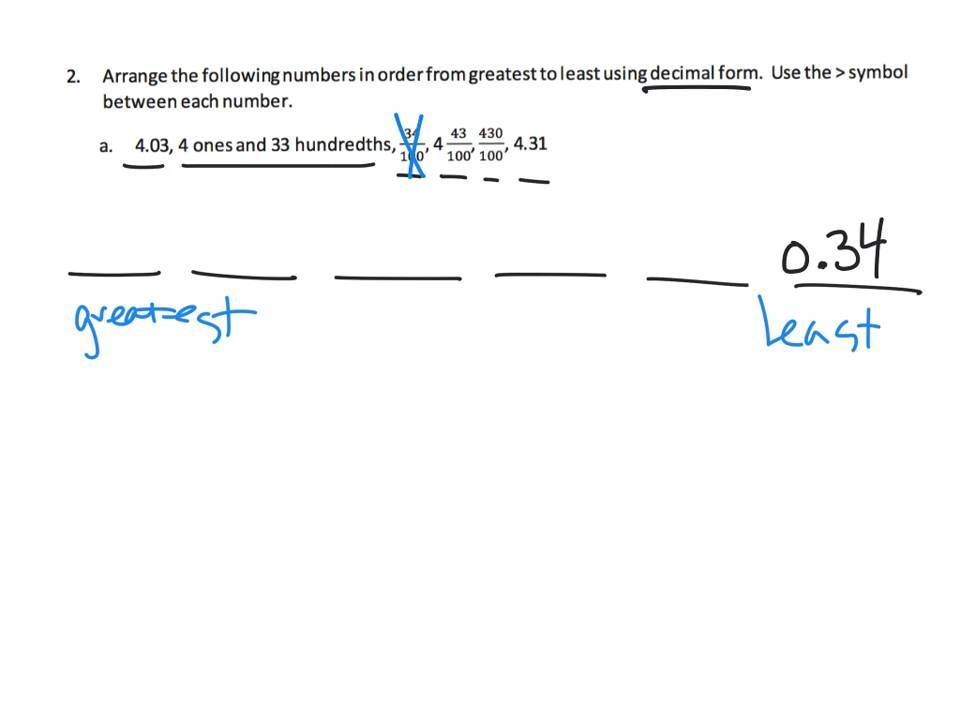 2. Arrange the following numbers in order from greatest to least using decimal form. Use the > symbol
between each number.
a. 4.03, 4 ones and 33 hundredths, 34/100, 4 43/100, 430/100, 4.31
0.34
greatest least